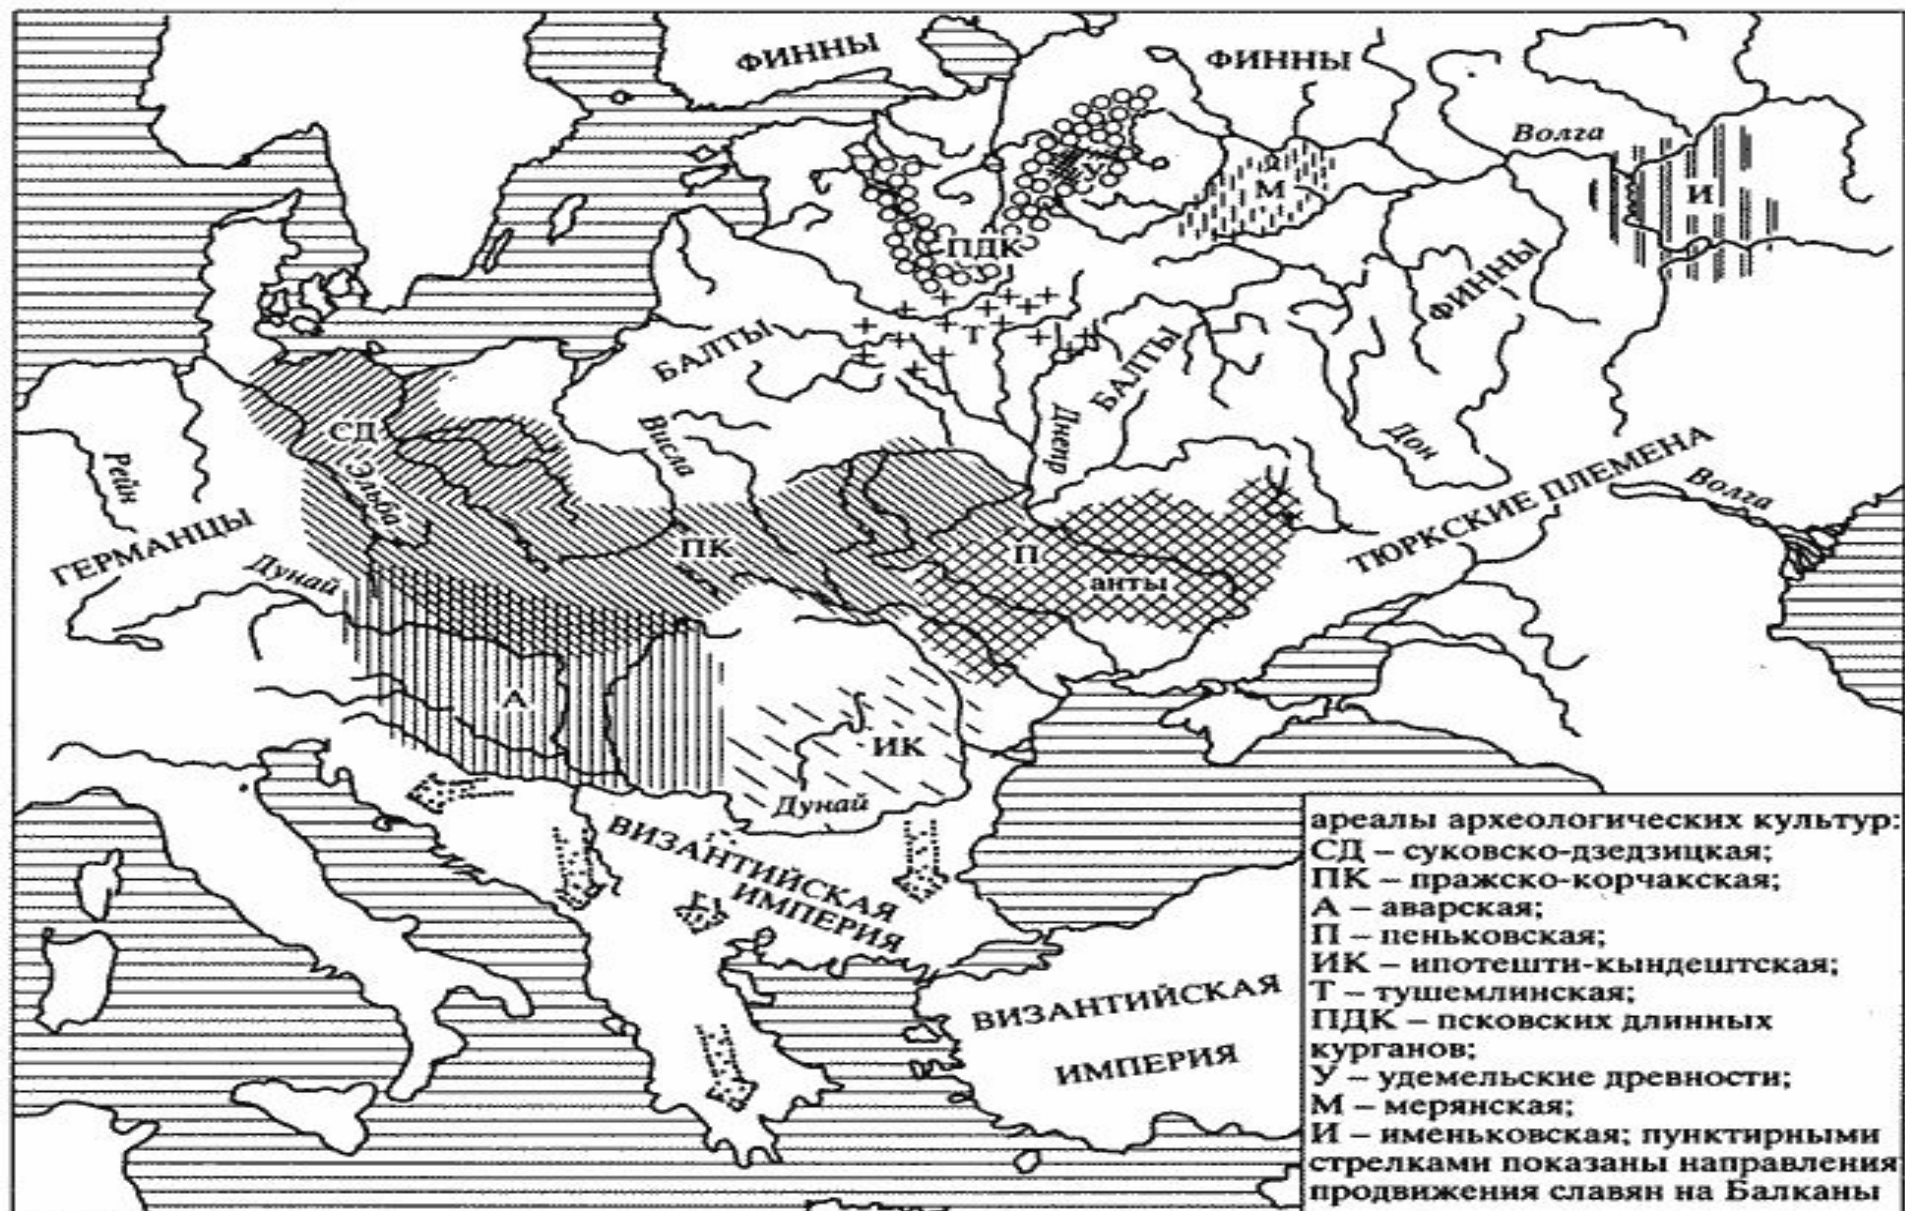 ФИННЫ
ФИННЫ
Волга
У
М
И
ПДК
ФИННЫ
Т
БАЛТЫ
БАЛТЫ
СД
Висла
Днепр
Дон
Рейн
Эльба
ТЮРКСКИЕ ПЛЕМЕНА
Волга
ГЕРМАНЦЫ
ПК
П
Дунай
анты
А
ИК
Дунай
ВИЗАНТИЙСКАЯ
ИМПЕРИЯ
ВИЗАНТИЙСКАЯ
ИМПЕРИЯ
ареалы археологических культур:
СД – суковско-дзедзицкая;
ПК – пражско-корчакская;
А – аварская;
П – пеньковская;
ИК – ипотешти-кындештская;
Т – тушемлинская;
ПДК – псковских длинных
курганов;
У – удемельские древности;
М – мерянская;
И – именьковская; пунктирными
стрелками показаны направления
продвижения славян на Балканы